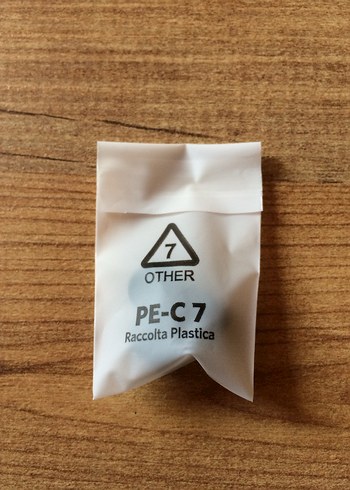 7
OTHER
PE-C 7
Raccolta Plastica